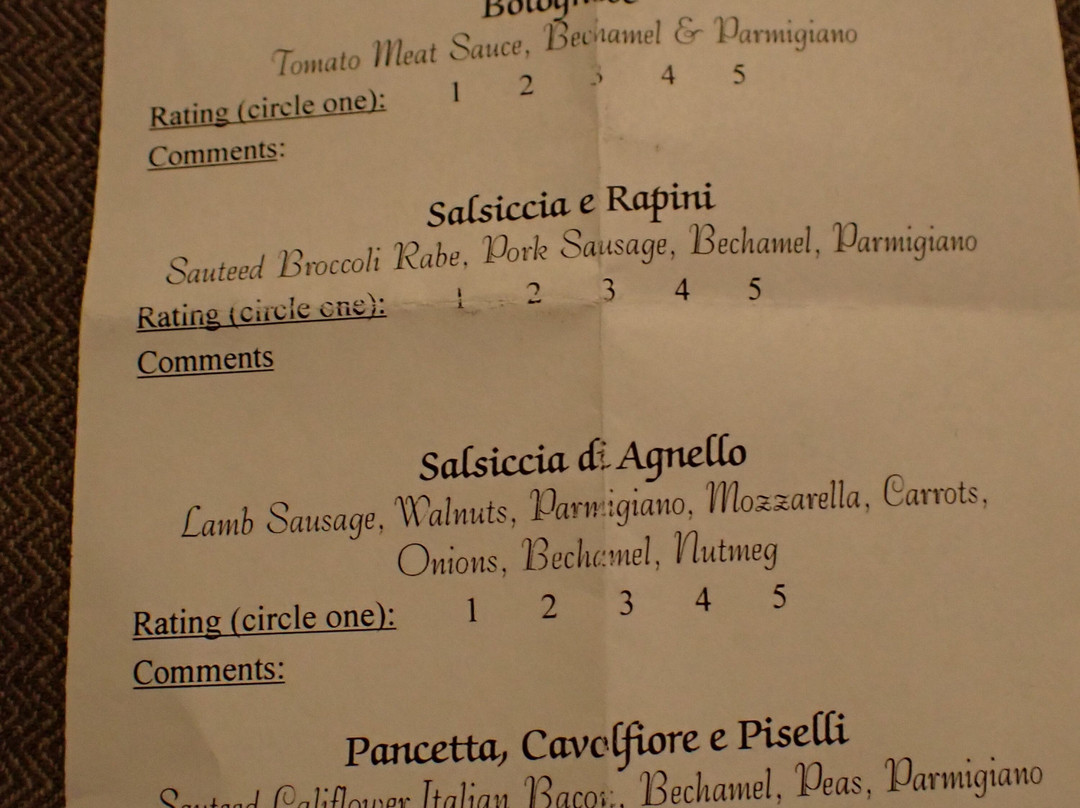 Bolognese
Tomato Meat Sauce, Bechamel & Parmigiano
Rating (circle one): 1 2 3 4 5
Comments:
Salsiccia e Rapini
Sauteed Broccoli Rabe, Pork Sausage, Bechamel, Parmigiano
Rating (circle one): 1 2 3 4 5
Comments
Salsiccia di Agnello
Lamb Sausage, Walnuts, Parmigiano, Mozzarella, Carrots,
Onions, Bechamel, Nutmeg
Rating (circle one): 1 2 3 4 5
Comments:
Pancetta, Cavolfiore e Piselli
Sauteed Califlower Italian Bacon, Bechamel, Peas, Parmigiano